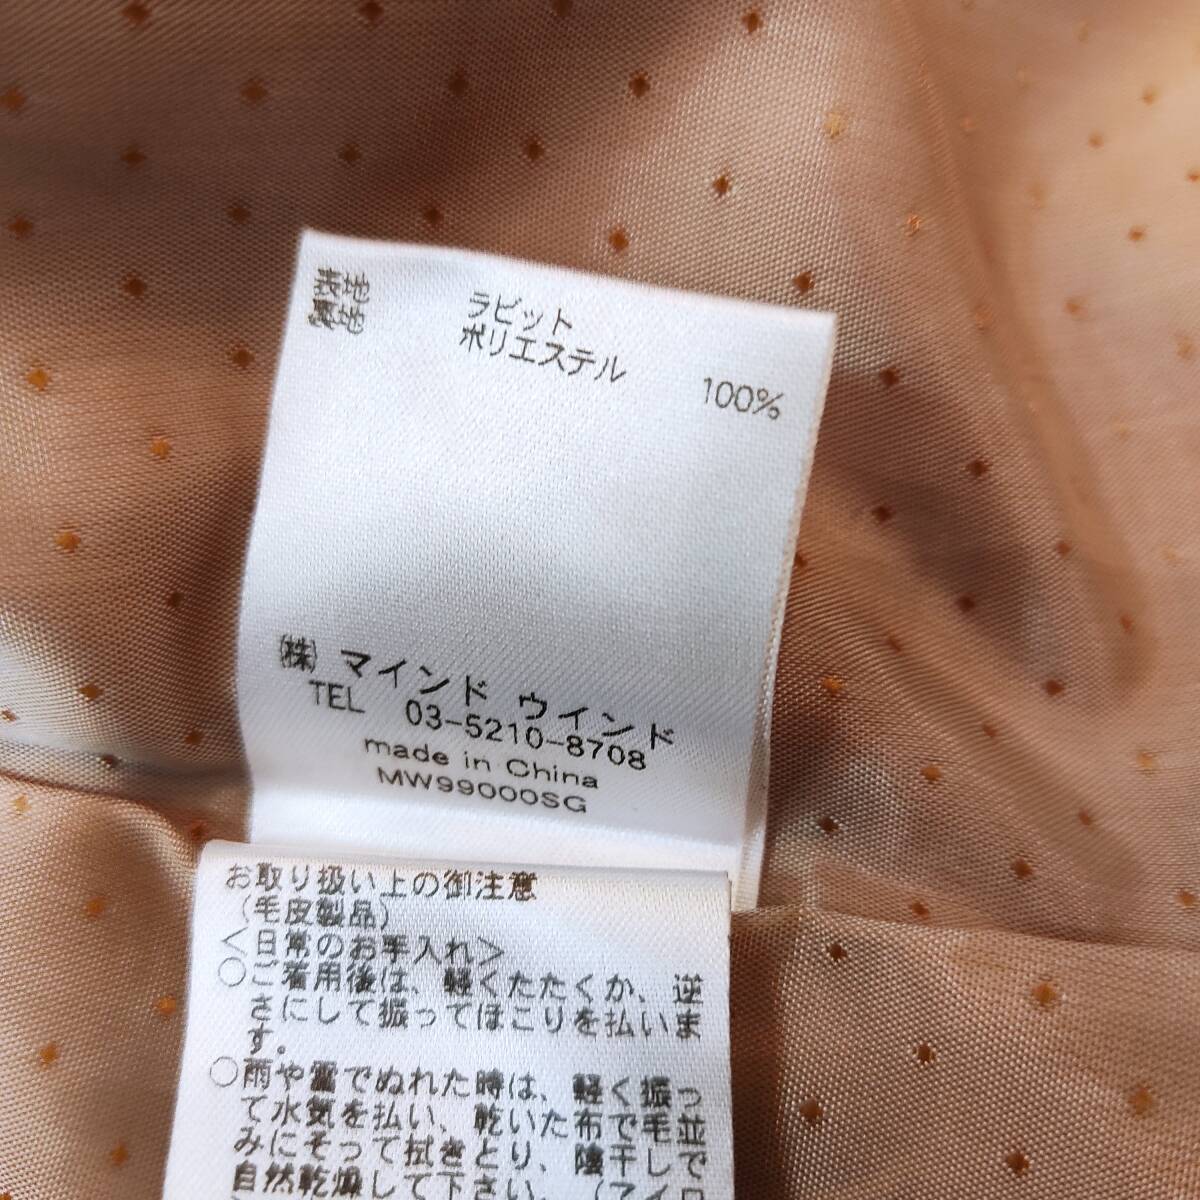 表地 ラビット
裏地 ポリエステル 100%
㈱ マインド ウインド
TEL 03-5210-8708
made in China
MW99000SG
お取り扱い上の御注意
(毛皮製品)
<日常のお手入れ>
○ご着用後は、軽くたたくか、逆
さにして振ってほこりを払いま
す。
○雨や雪でぬれた時は、軽く振っ
て水気を払い、乾いた布で毛並
みにそって拭きとり、陰干しで
自然乾燥して下さい。(アイロ